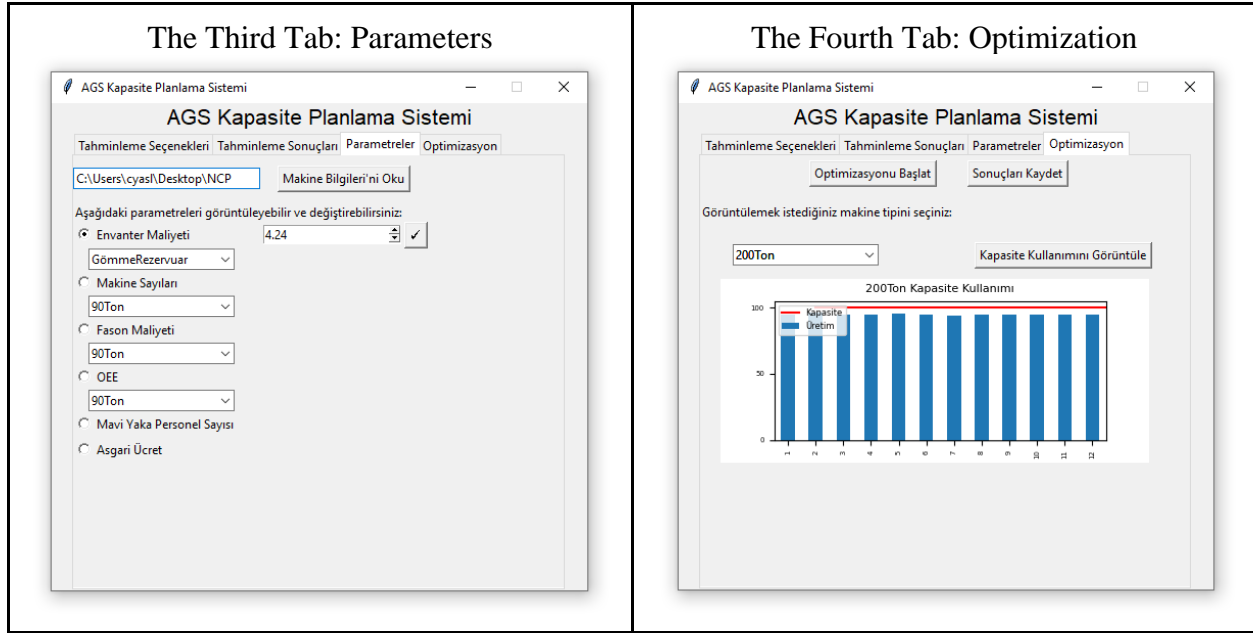 The Third Tab: Parameters
AGS Kapasite Planlama Sistemi
AGS Kapasite Planlama Sistemi
Tahminleme Seçenekleri Tahminleme Sonuçları Parametreler Optimizasyon
C:\Users\cyasl\Desktop\NCP Makine Bilgileri'ni Oku
Aşağıdaki parametreleri görüntüleyebilir ve değiştirebilirsiniz:
Envanter Maliyeti 4.24 ✓
GömmeRezervuar
Makine Sayıları
90Ton
Fason Maliyeti
90Ton
OEE
90Ton
Mavi Yaka Personel Sayısı
Asgari Ücret
The Fourth Tab: Optimization
AGS Kapasite Planlama Sistemi
AGS Kapasite Planlama Sistemi
Tahminleme Seçenekleri Tahminleme Sonuçları Parametreler Optimizasyon
Optimizasyonu Başlat Sonuçları Kaydet
Görüntülemek istediğiniz makine tipini seçiniz:
200Ton Kapasite Kullanımını Görüntüle
200Ton Kapasite Kullanımı
100
Kapasite
Üretim
50
0
1 2 3 4 5 6 7 8 9 10 11 12